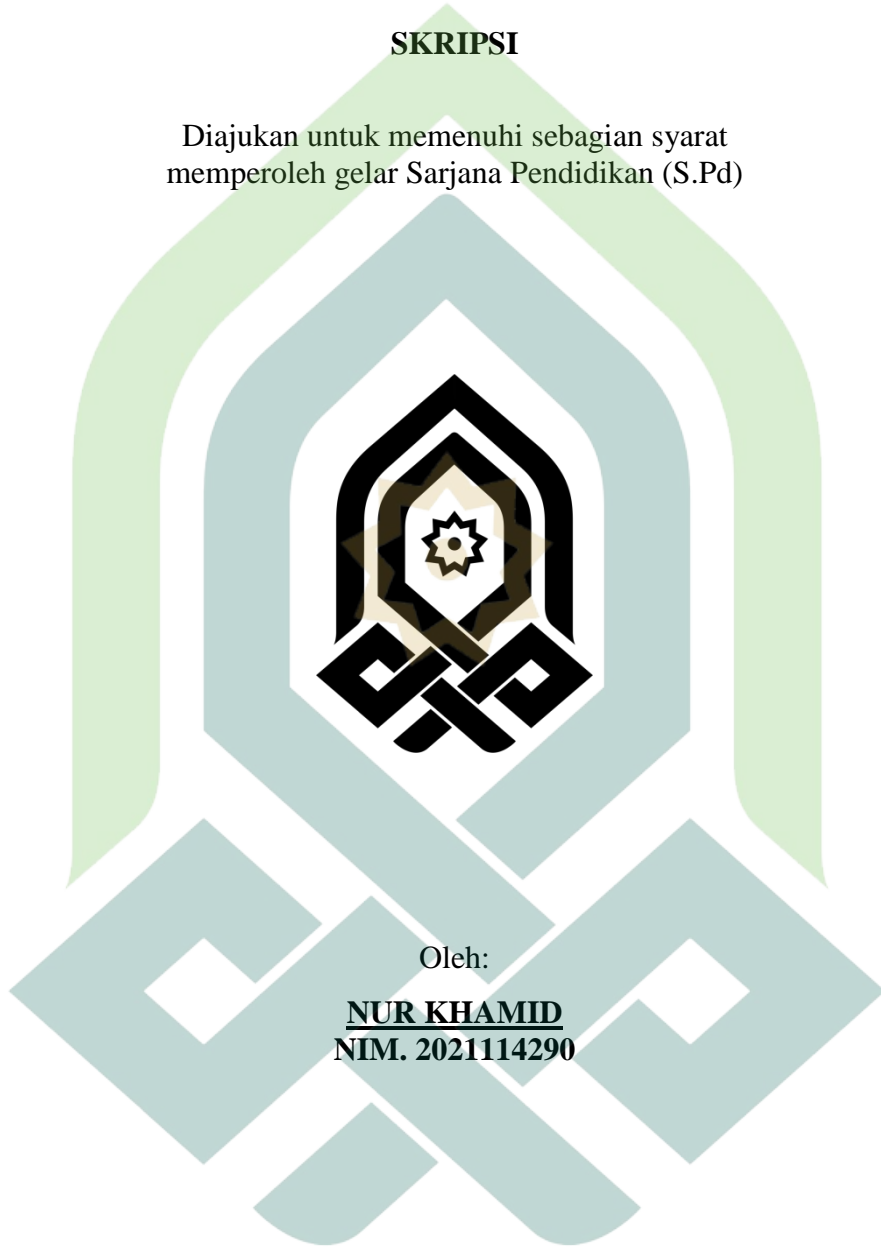 SKRIPSI
Diajukan untuk memenuhi sebagian syarat
memperoleh gelar Sarjana Pendidikan (S.Pd)
Oleh:
NUR KHAMID
NIM. 2021114290